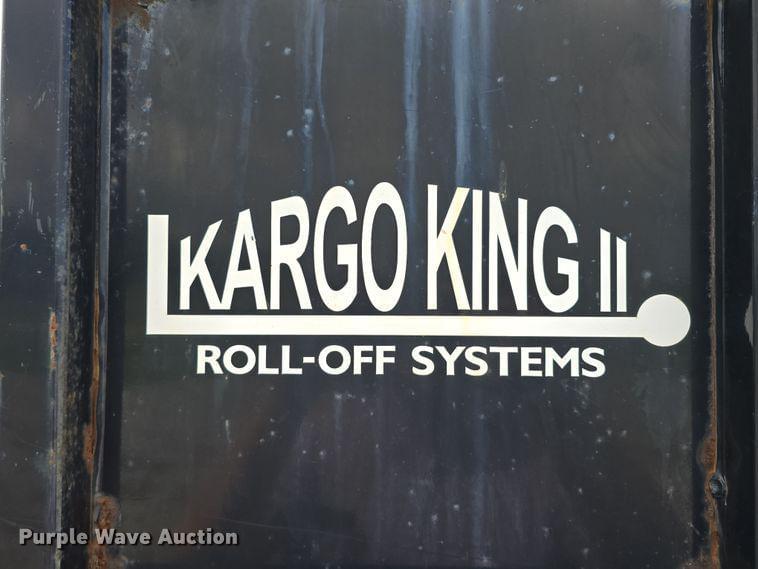 KARGO KING II
ROLL-OFF SYSTEMS
Purple Wave Auction